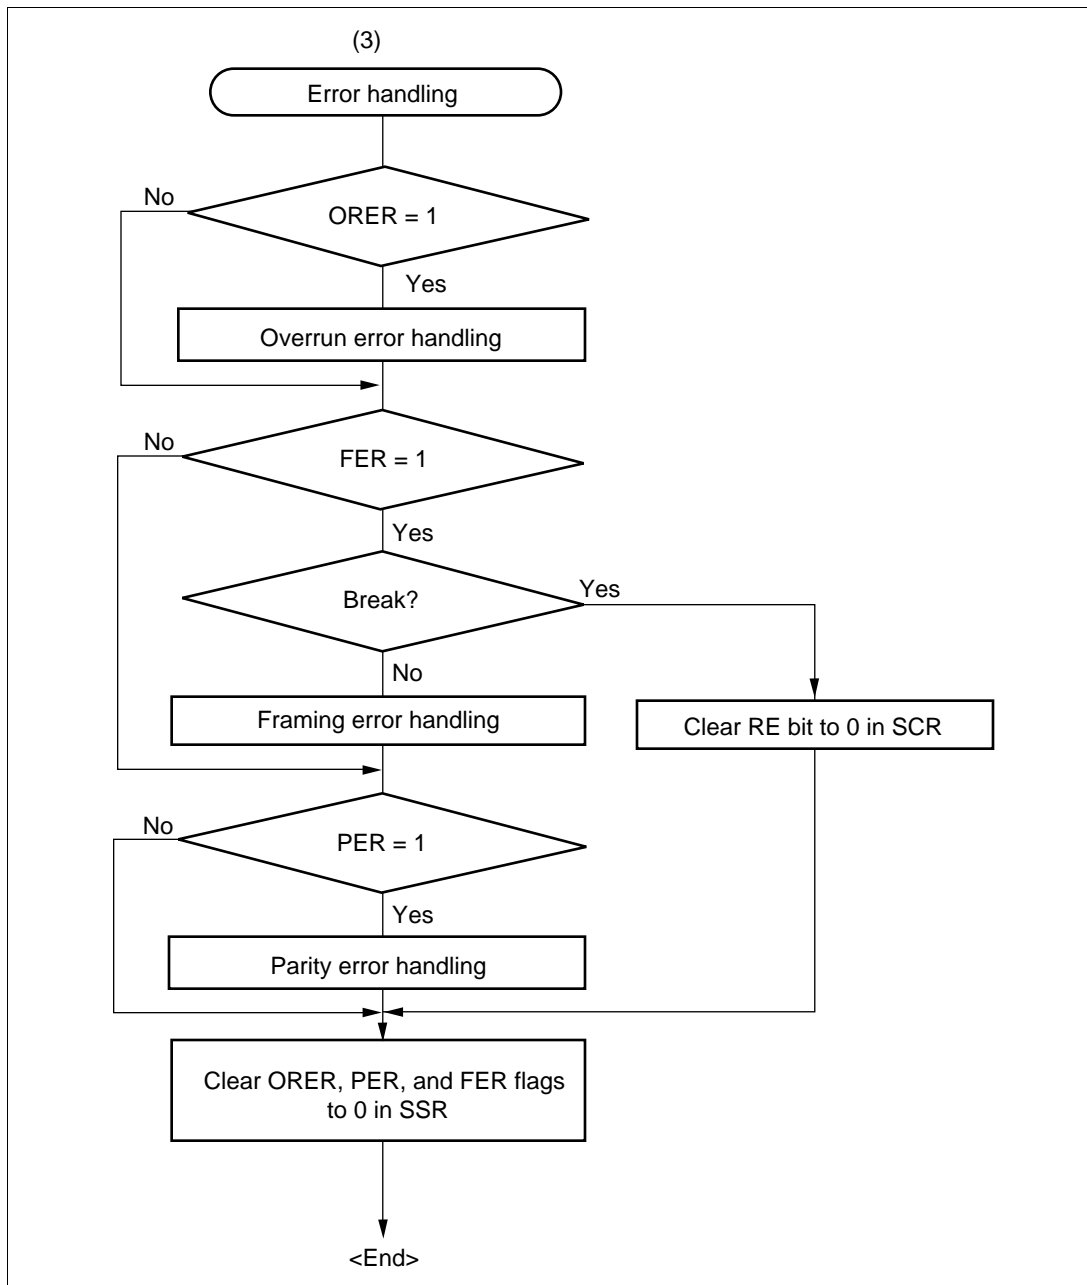 (3)
Error handling
No
ORER = 1
Yes
Overrun error handling
No
FER = 1
Yes
Break?
Yes
No
Framing error handling
Clear RE bit to 0 in SCR
No
PER = 1
Yes
Parity error handling
Clear ORER, PER, and FER flags
to 0 in SSR
<End>